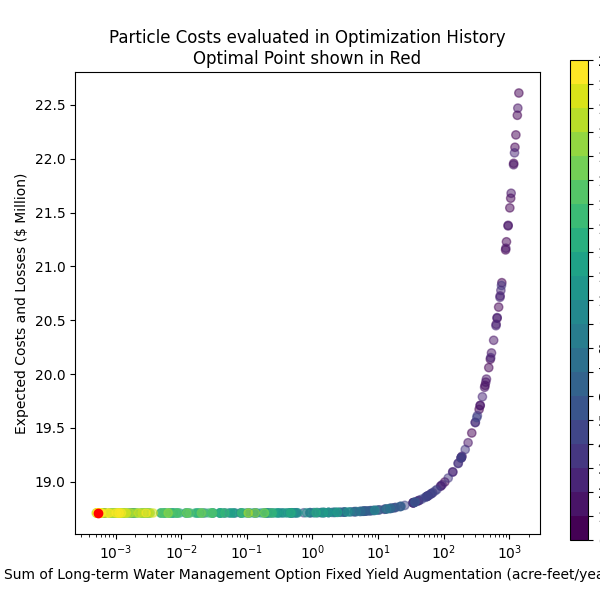 Particle Costs evaluated in Optimization History
Optimal Point shown in Red
Expected Costs and Losses ($ Million)
22.5
22.0
21.5
21.0
20.5
20.0
19.5
19.0
10⁻³ 10⁻² 10⁻¹ 10⁰ 10¹ 10² 10³
Sum of Long-term Water Management Option Fixed Yield Augmentation (acre-feet/yea